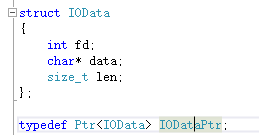 struct IOData
{
int fd;
char* data;
size_t len;
};
typedef Ptr<IOData> IODataPtr;